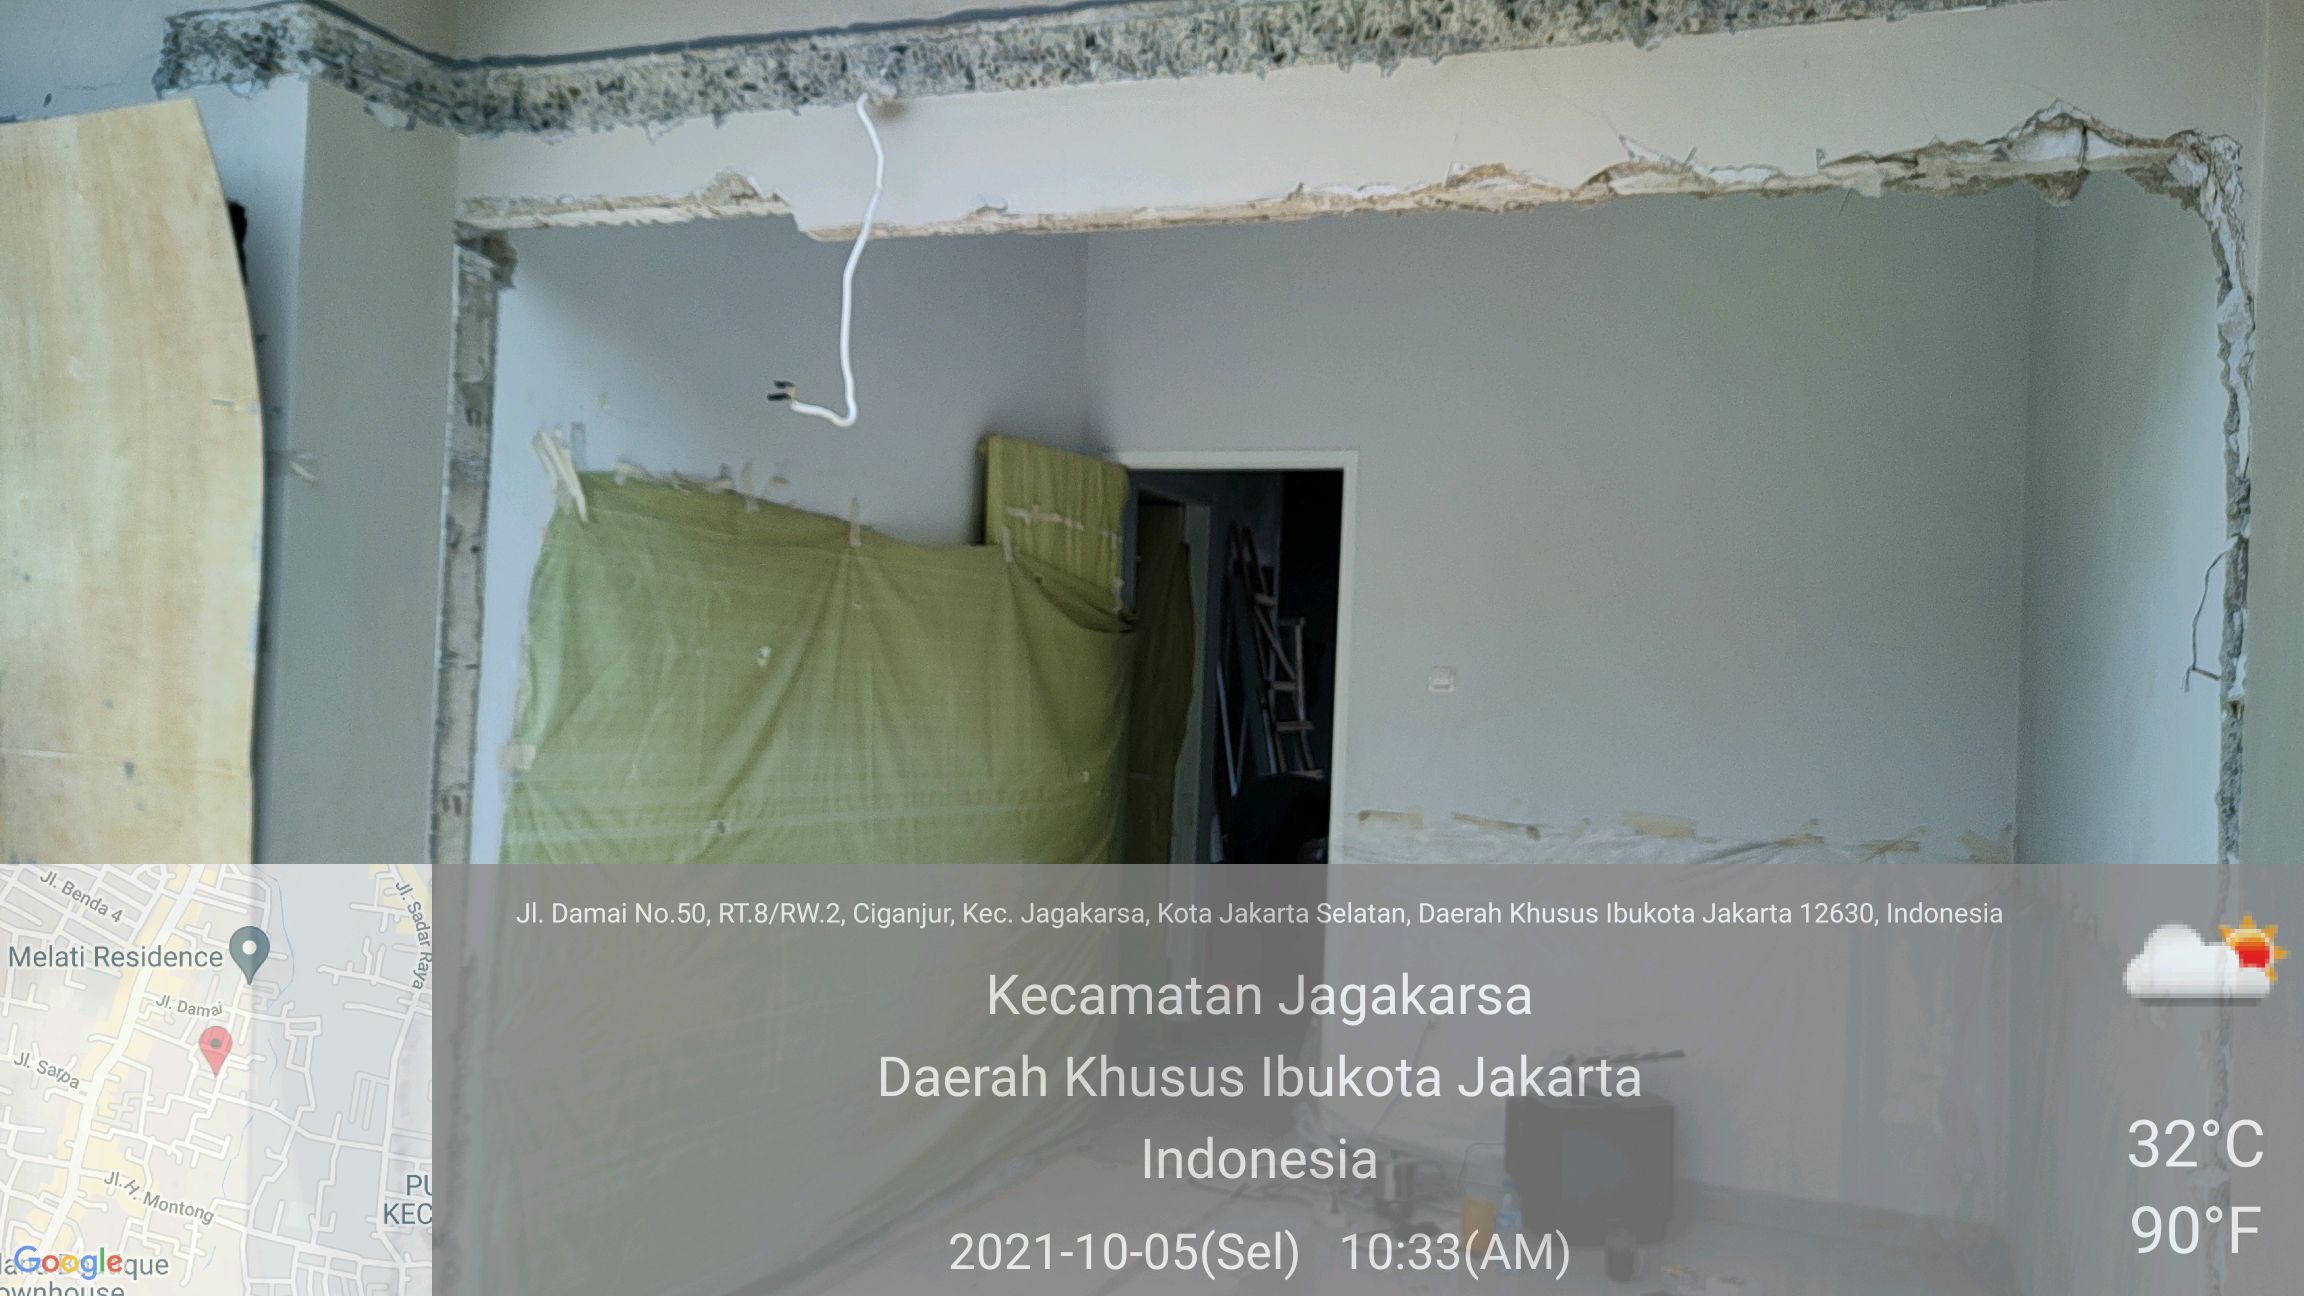 Jl. Damai No.50, RT.8/RW.2, Ciganjur, Kec. Jagakarsa, Kota Jakarta Selatan, Daerah Khusus Ibukota Jakarta 12630, Indonesia
Kecamatan Jagakarsa
Daerah Khusus Ibukota Jakarta
Indonesia
2021-10-05(Sel) 10:33(AM)
32°C
90°F
Jl. Benda 4
Jl. Sadar Raya
Melati Residence
Jl. Damai
Jl. Sarpa
Jl. H. Montong
PU
KEC
Google